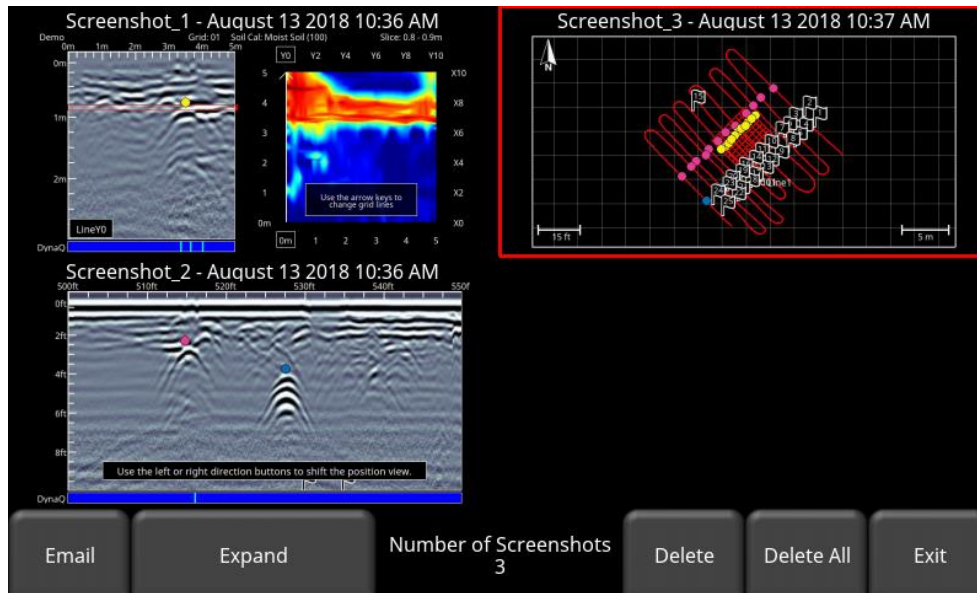 Screenshot_1 - August 13 2018 10:36 AM
Demo Grid: 01 Soil Cal: Moist Soil (100) Slice: 0.8 - 0.9m
0m 1m 2m 3m 4m 5m
0m
1m
2m
LineY0
DynaQ
Y0 Y2 Y4 Y6 Y8 Y10
5 X10
4 X8
3 X6
2 X4
1 X2
0m X0
Use the arrow keys to
change grid lines
0m 1 2 3 4 5
Screenshot_3 - August 13 2018 10:37 AM
N
15
2
1
24
25
Line1
15 ft
5 m
Screenshot_2 - August 13 2018 10:36 AM
500ft 510ft 520ft 530ft 540ft 550f
0ft
2ft
4ft
6ft
8ft
Use the left or right direction buttons to shift the position view.
DynaQ
Email
Expand
Number of Screenshots
3
Delete
Delete All
Exit